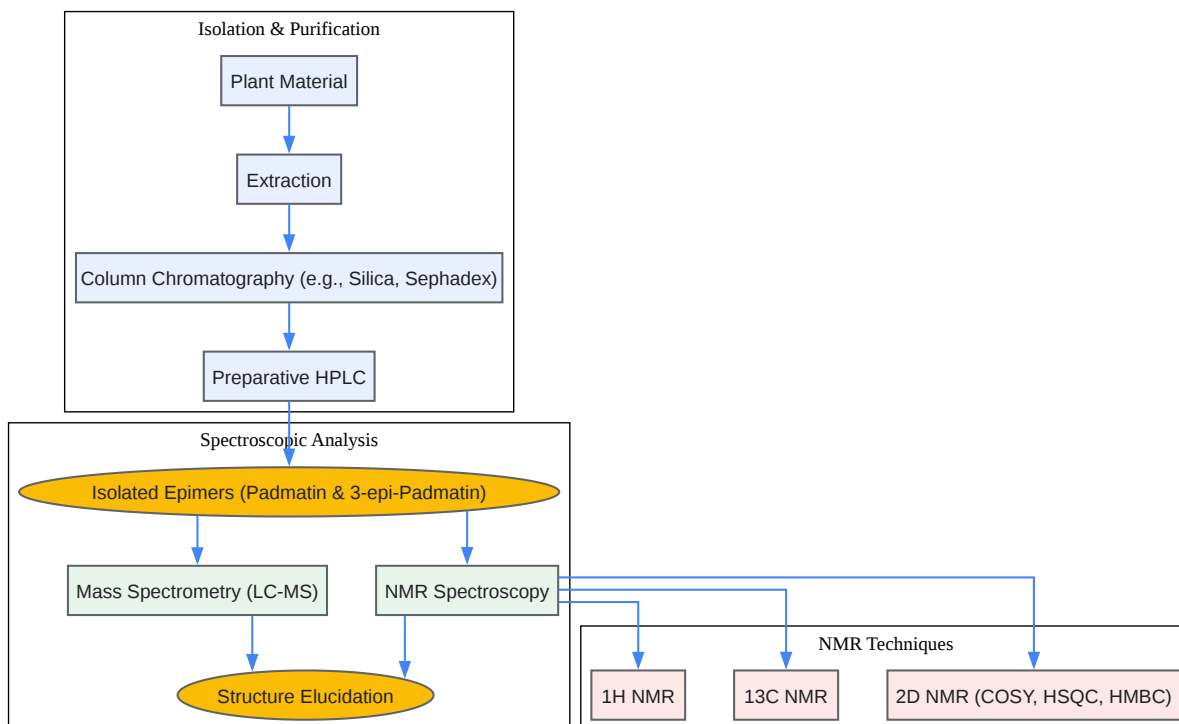 Isolation & Purification
Plant Material
Extraction
Column Chromatography (e.g., Silica, Sephadex)
Preparative HPLC
Spectroscopic Analysis
Isolated Epimers (Padmatin & 3-epi-Padmatin)
Mass Spectrometry (LC-MS)
NMR Spectroscopy
Structure Elucidation
NMR Techniques
1H NMR
13C NMR
2D NMR (COSY, HSQC, HMBC)